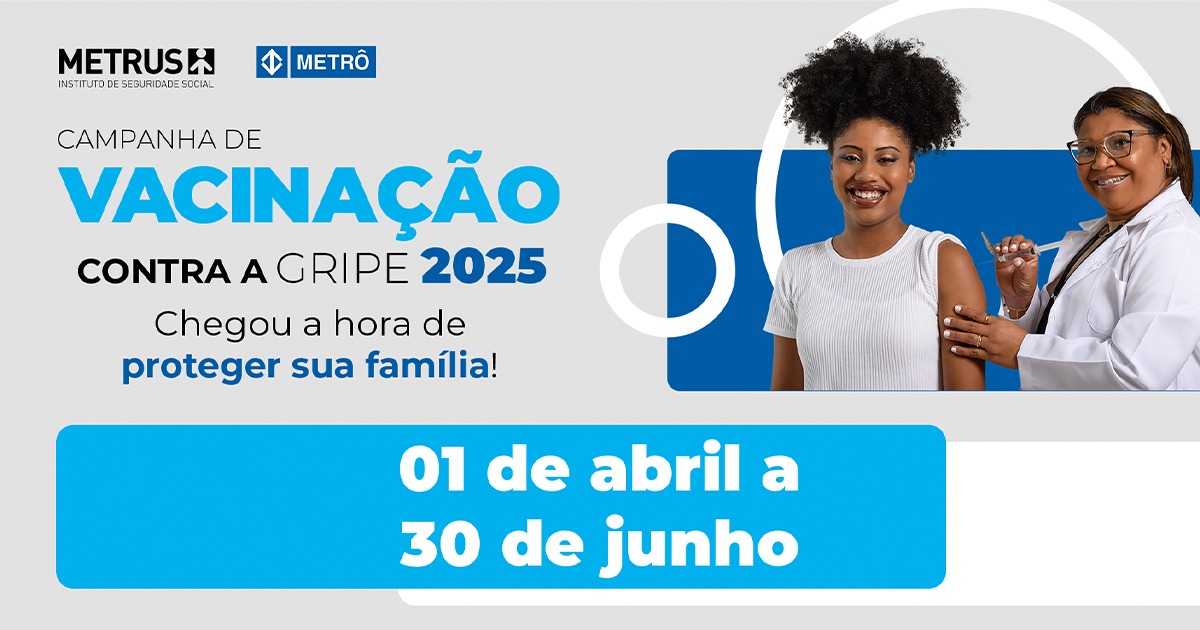 METRUS
INSTITUTO DE SEGURIDADE SOCIAL
METRÔ
CAMPANHA DE
VACINAÇÃO
CONTRA A GRIPE 2025
Chegou a hora de
proteger sua família!
01 de abril a
30 de junho